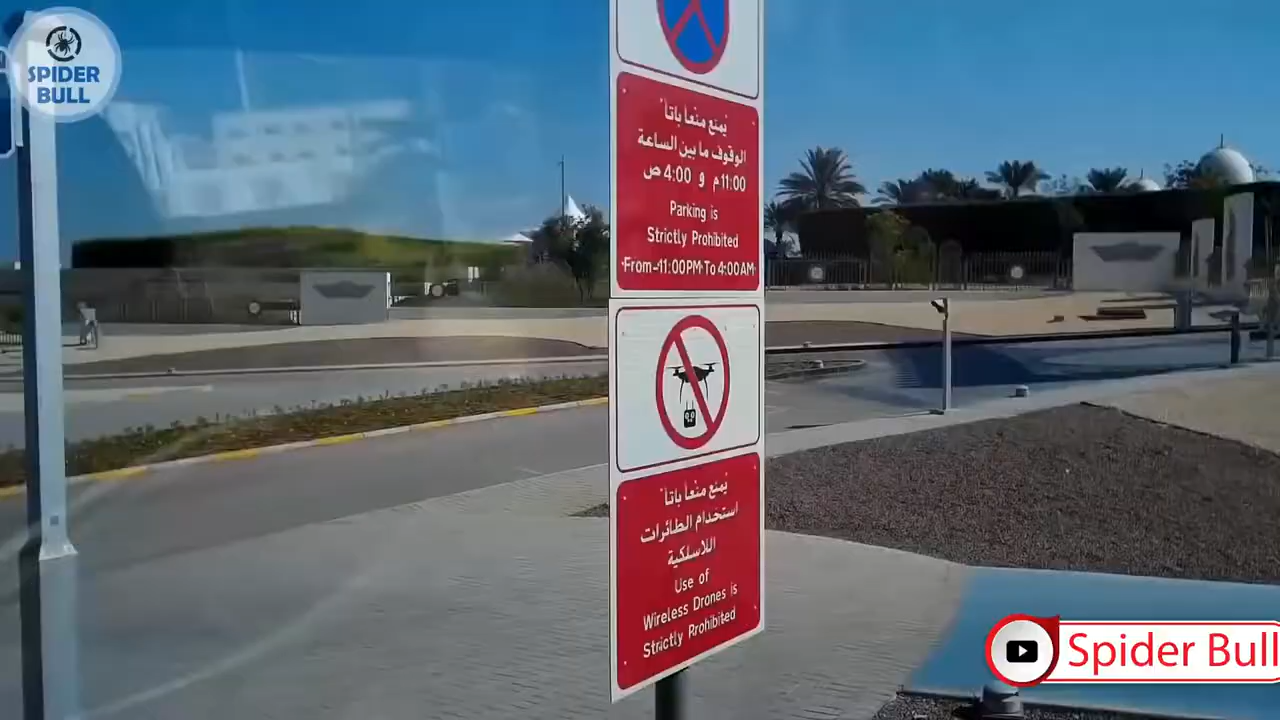 SPIDER
BULL
يمنع منعاً باتاً
الوقوف ما بين الساعة
11:00م و 4:00ص
Parking is
Strictly Prohibited
From-11:00PM To 4:00AM
يمنع منعاً باتاً
استخدام الطائرات
اللاسلكية
Use of
Wireless Drones is
Strictly Prohibited
Spider Bull